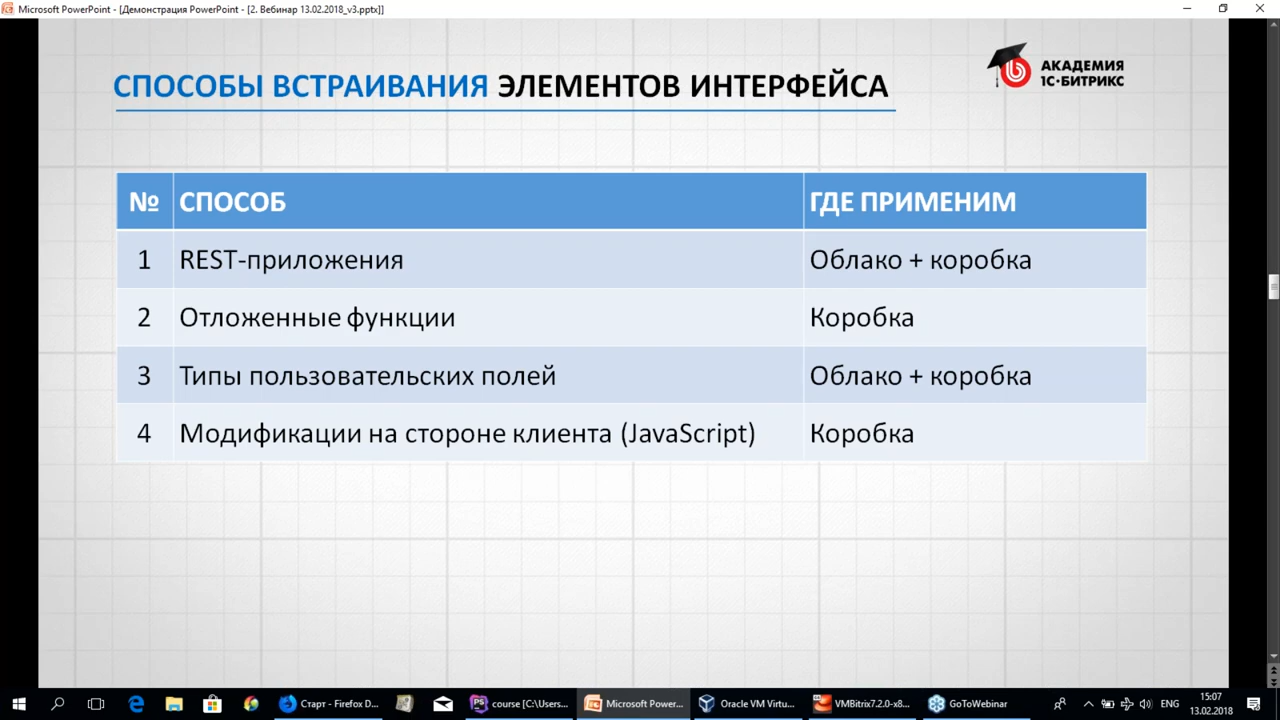 Microsoft PowerPoint - [Демонстрация PowerPoint - [2. Вебинар 13.02.2018_v3.pptx]]
СПОСОБЫ ВСТРАИВАНИЯ ЭЛЕМЕНТОВ ИНТЕРФЕЙСА
АКАДЕМИЯ
1С·БИТРИКС
№ СПОСОБ ГДЕ ПРИМЕНИМ
1 REST-приложения Облако + коробка
2 Отложенные функции Коробка
3 Типы пользовательских полей Облако + коробка
4 Модификации на стороне клиента (JavaScript) Коробка
Старт - Firefox D... course [C:\Users... Microsoft Power... Oracle VM Virtu... VMBitrix7.2.0-x8... GoToWebinar ENG 15:07
13.02.2018